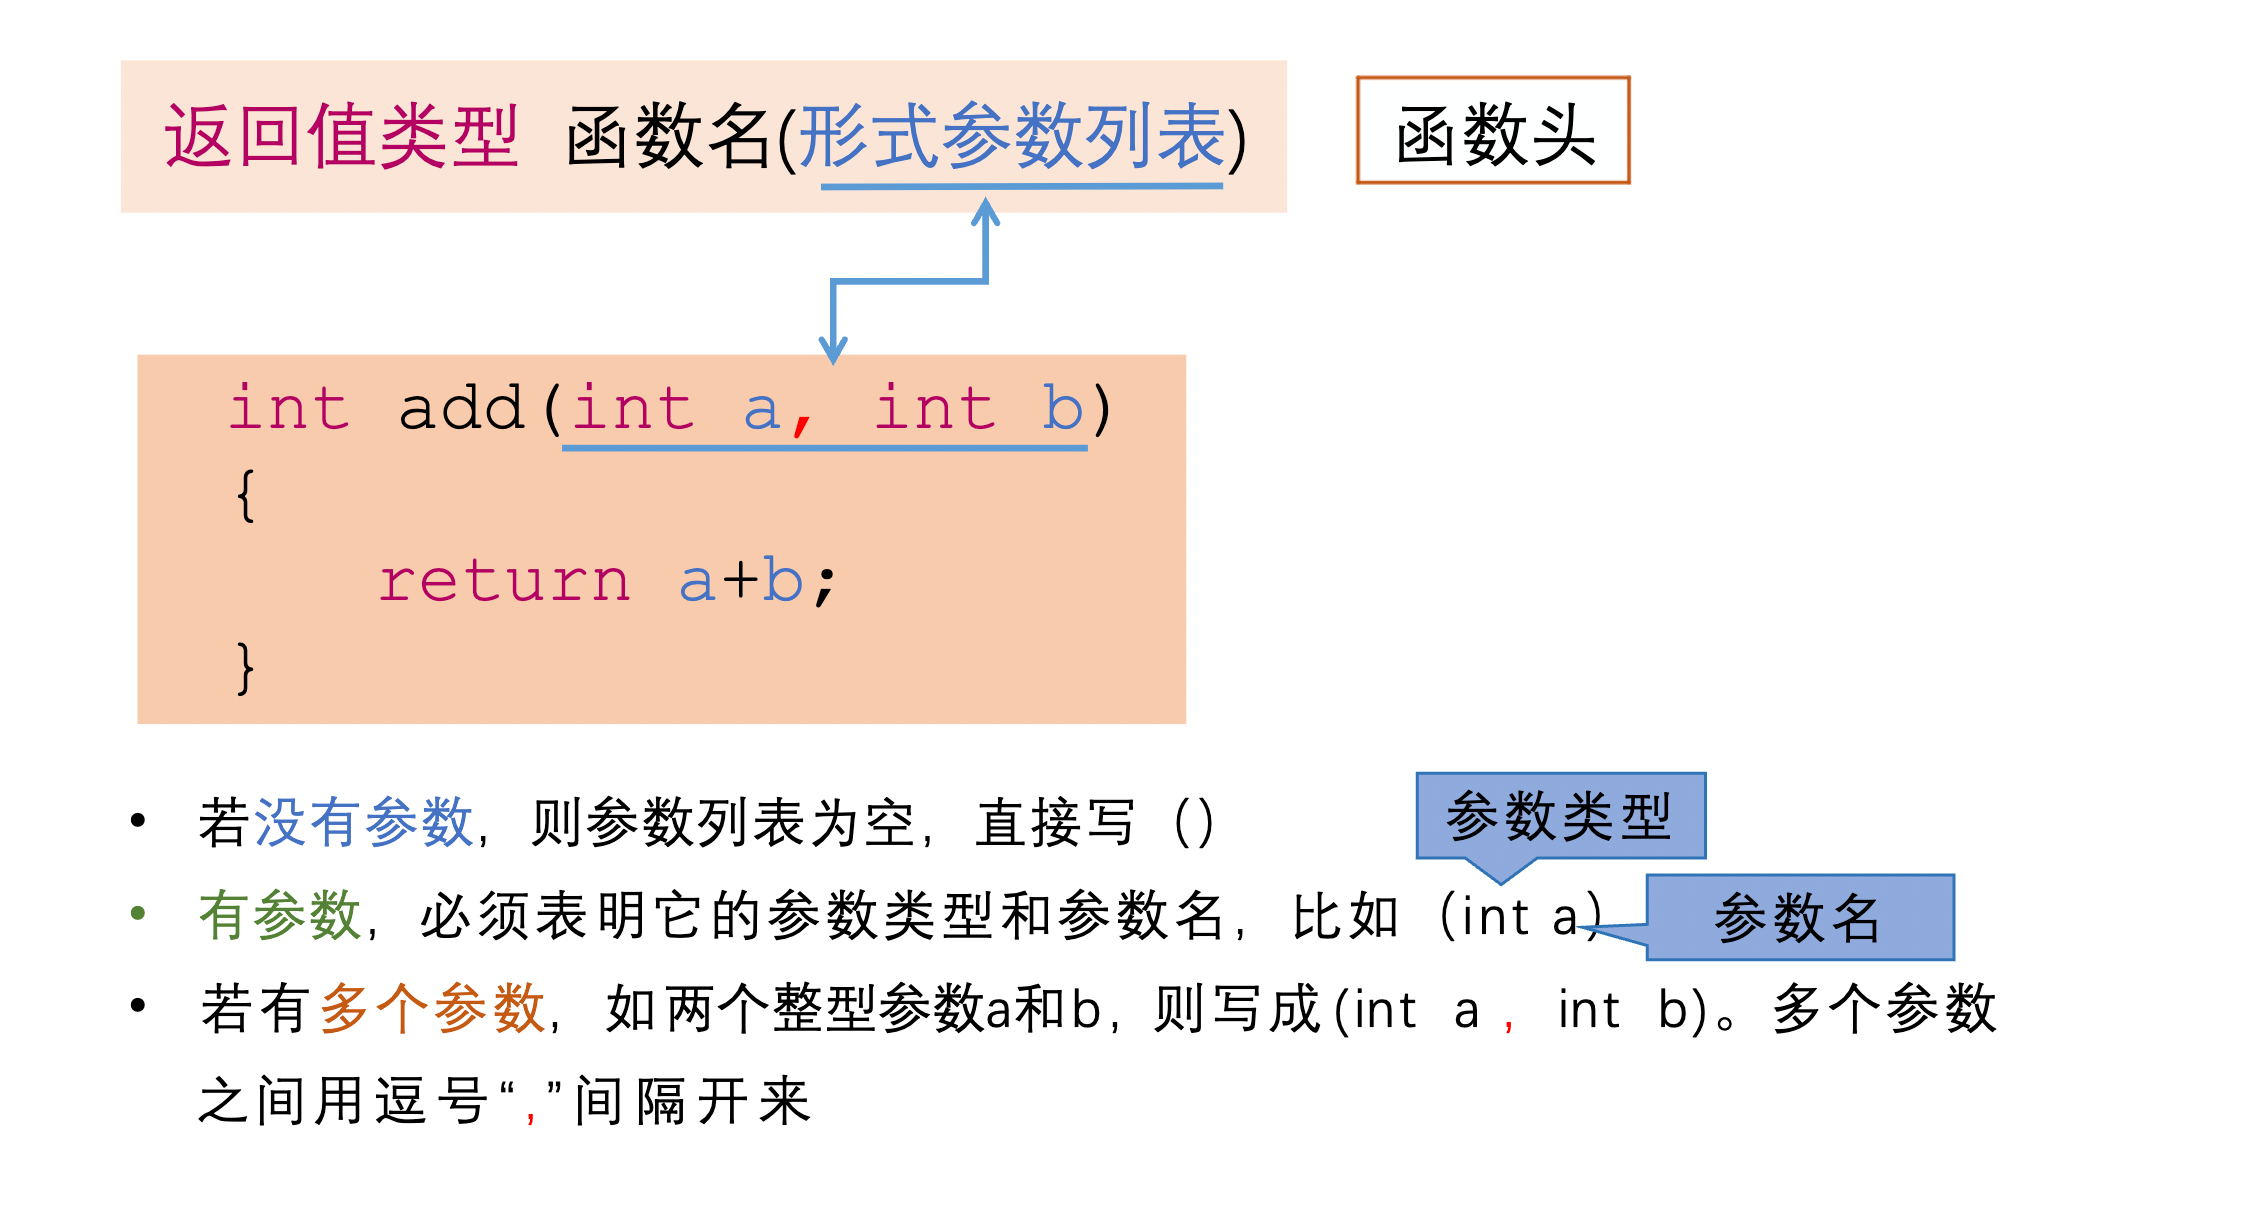 返回值类型 函数名(形式参数列表)
函数头
int add(int a, int b)
{
return a+b;
}
• 若没有参数，则参数列表为空，直接写（）
参数类型
• 有参数，必须表明它的参数类型和参数名，比如（int a）
参数名
• 若有多个参数，如两个整型参数a和b，则写成(int a，int b)。多个参数
之间用逗号“,”间隔开来